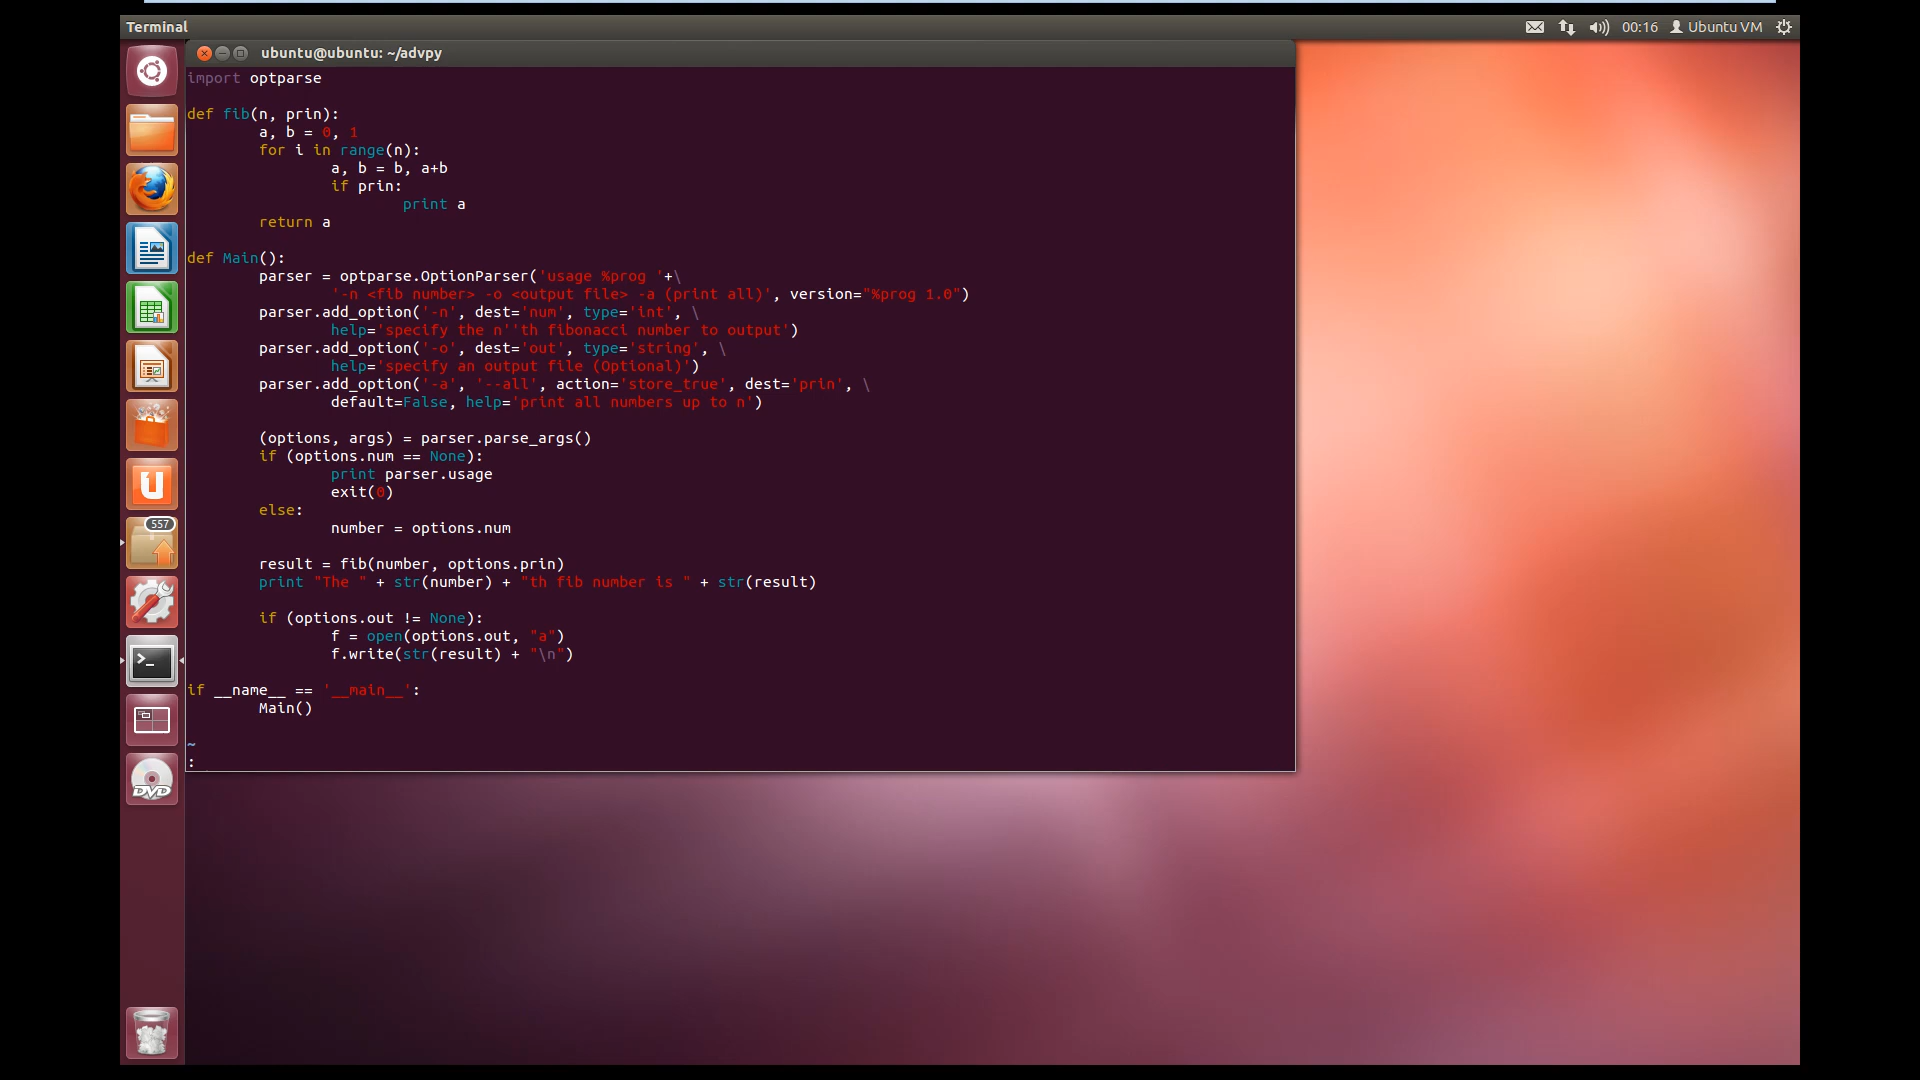 Terminal
00:16 Ubuntu VM
ubuntu@ubuntu: ~/advpy
import optparse
def fib(n, prin):
        a, b = 0, 1
        for i in range(n):
                a, b = b, a+b
                if prin:
                        print a
        return a
def Main():
        parser = optparse.OptionParser('usage %prog '+\
                '-n <fib number> -o <output file> -a (print all)', version="%prog 1.0")
        parser.add_option('-n', dest='num', type='int', \
                help='specify the n''th fibonacci number to output')
        parser.add_option('-o', dest='out', type='string', \
                help='specify an output file (Optional)')
        parser.add_option('-a', '--all', action='store_true', dest='prin', \
                default=False, help='print all numbers up to n')
        (options, args) = parser.parse_args()
        if (options.num == None):
                print parser.usage
                exit(0)
        else:
                number = options.num
        result = fib(number, options.prin)
        print "The " + str(number) + "th fib number is " + str(result)
        if (options.out != None):
                f = open(options.out, "a")
                f.write(str(result) + "\n")
if __name__ == '__main__':
        Main()
~
:
557
DVD